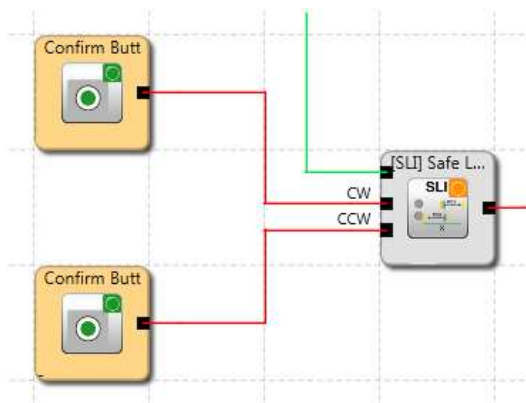 Confirm Butt
[SLI] Safe L...
SLI
CW
CCW
Confirm Butt